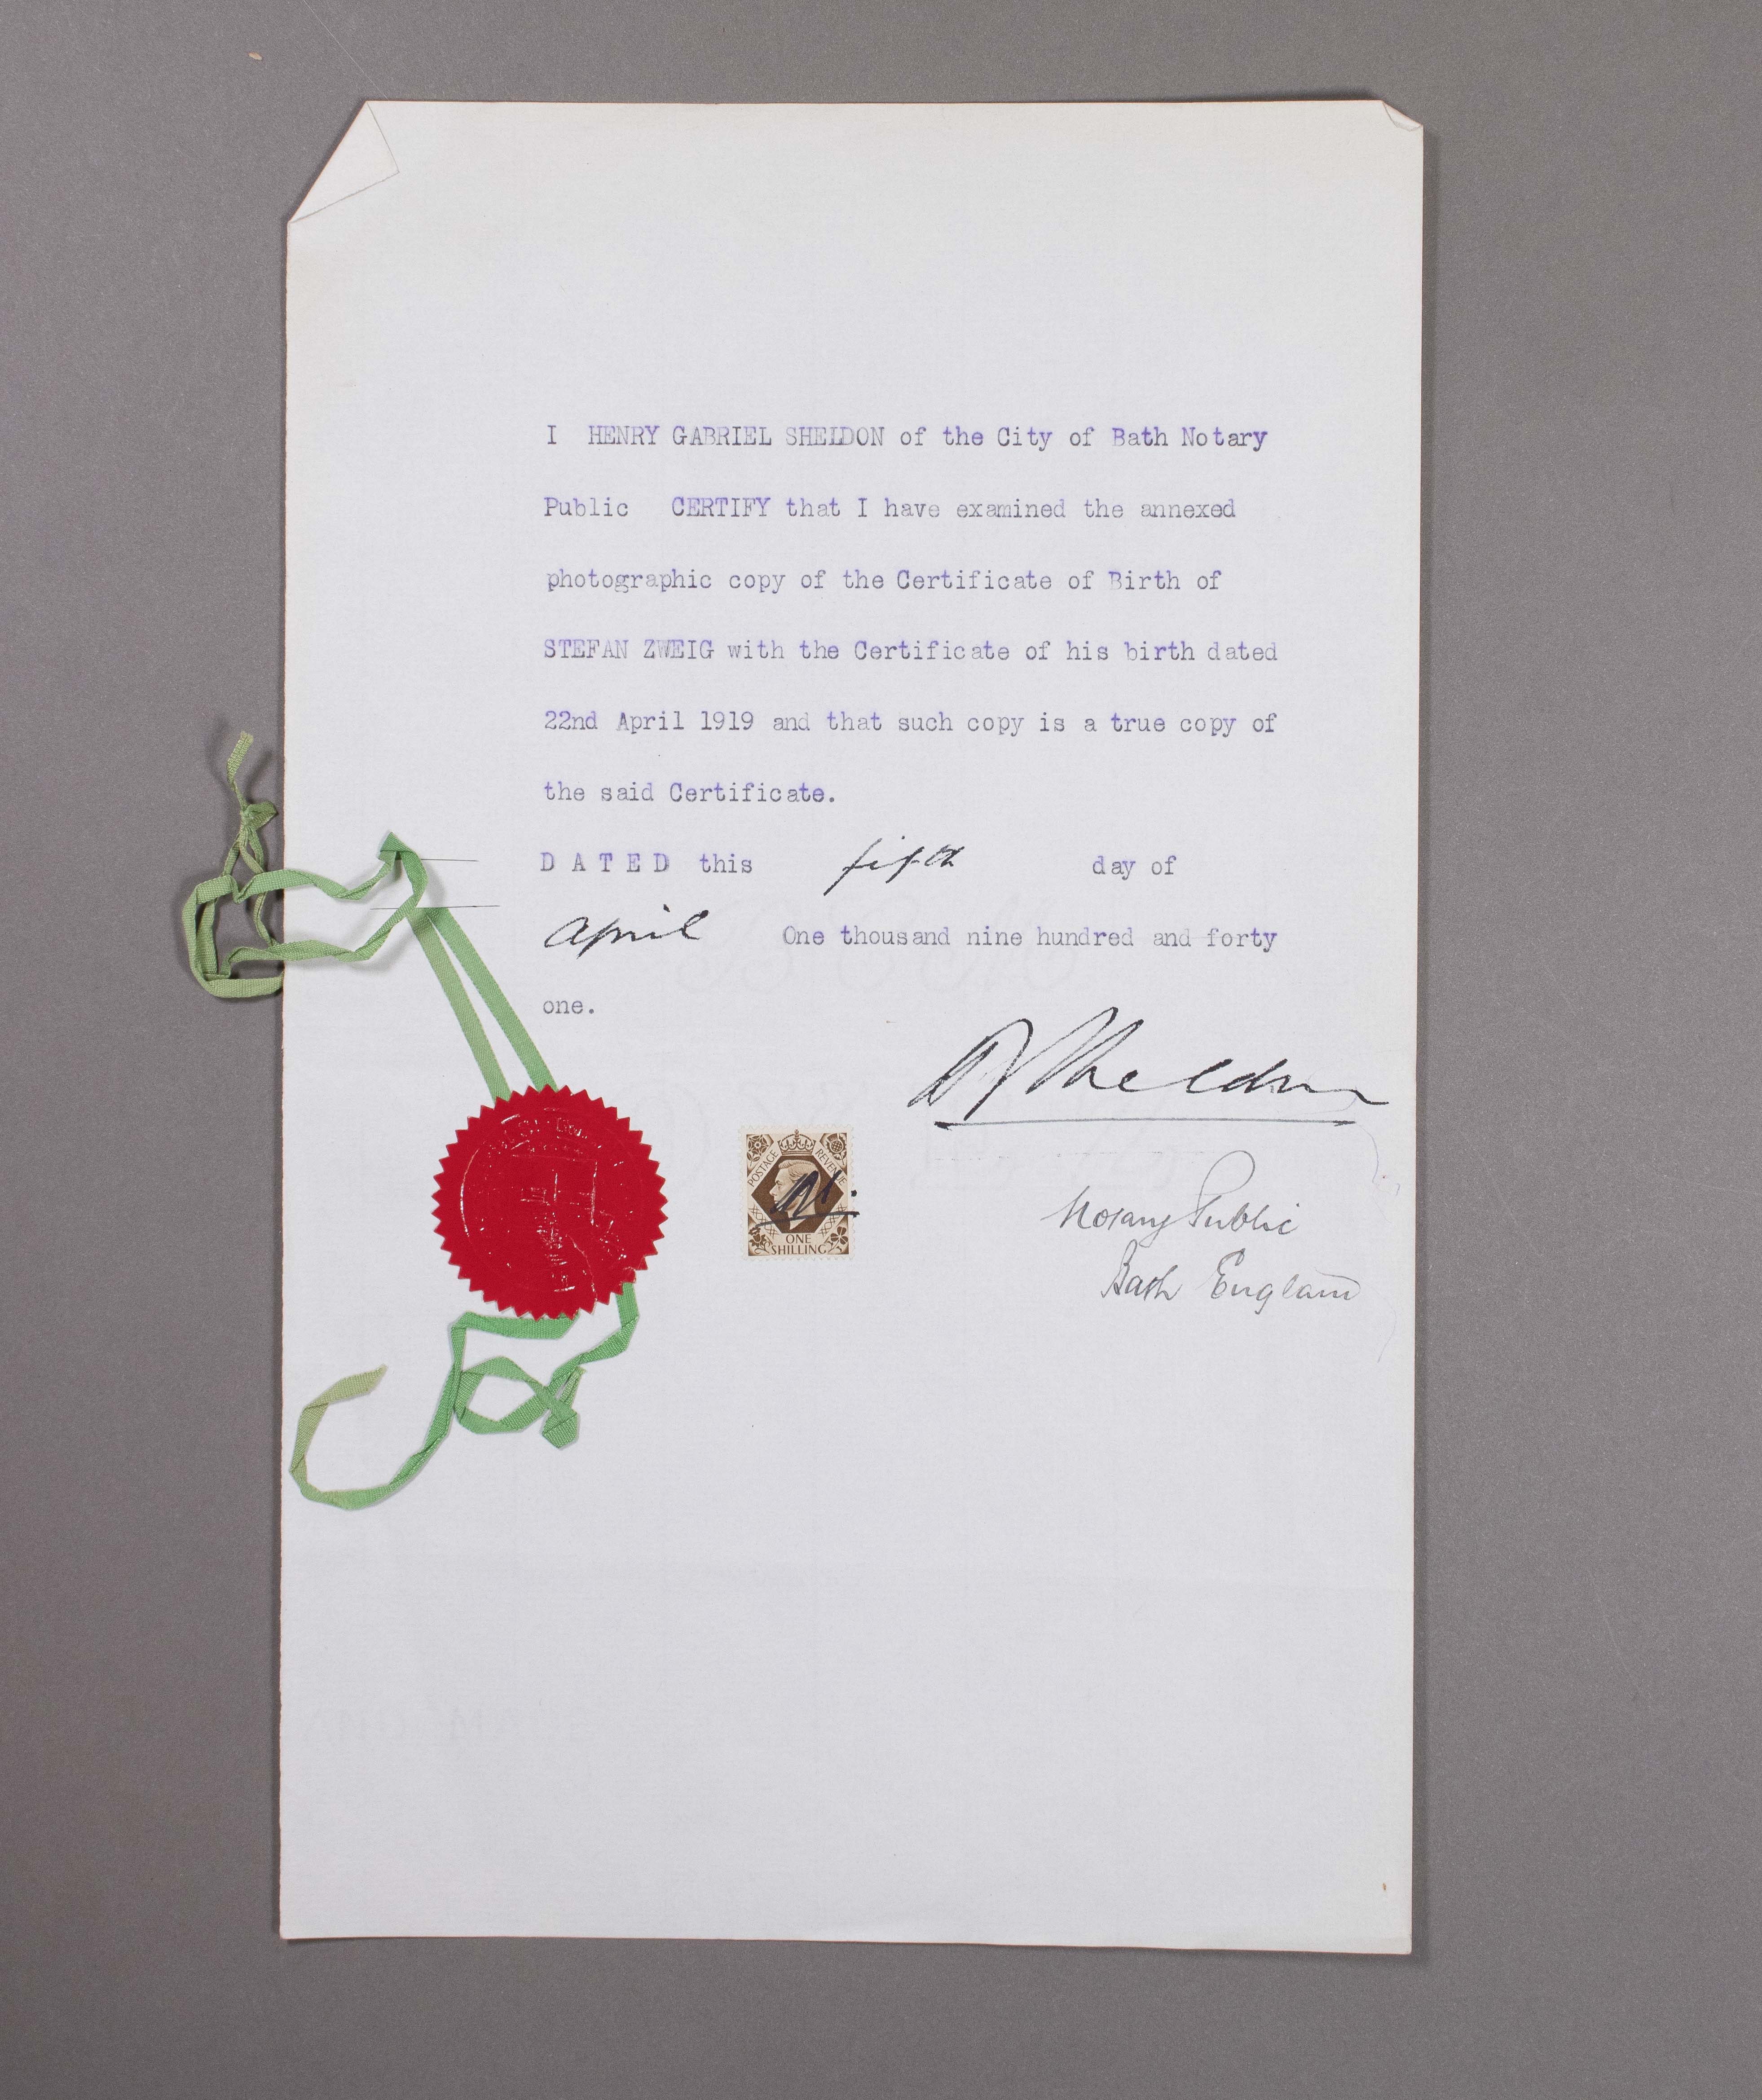 I HENRY GABRIEL SHELDON of the City of Bath Notary
Public CERTIFY that I have examined the annexed
photographic copy of the Certificate of Birth of
STEFAN ZWEIG with the Certificate of his birth dated
22nd April 1919 and that such copy is a true copy of
the said Certificate.
D A T E D this fifth day of
April One thousand nine hundred and forty
one.
Sheldon
POSTAGE REVENUE
ONE
SHILLING
Notary Public
Bath England